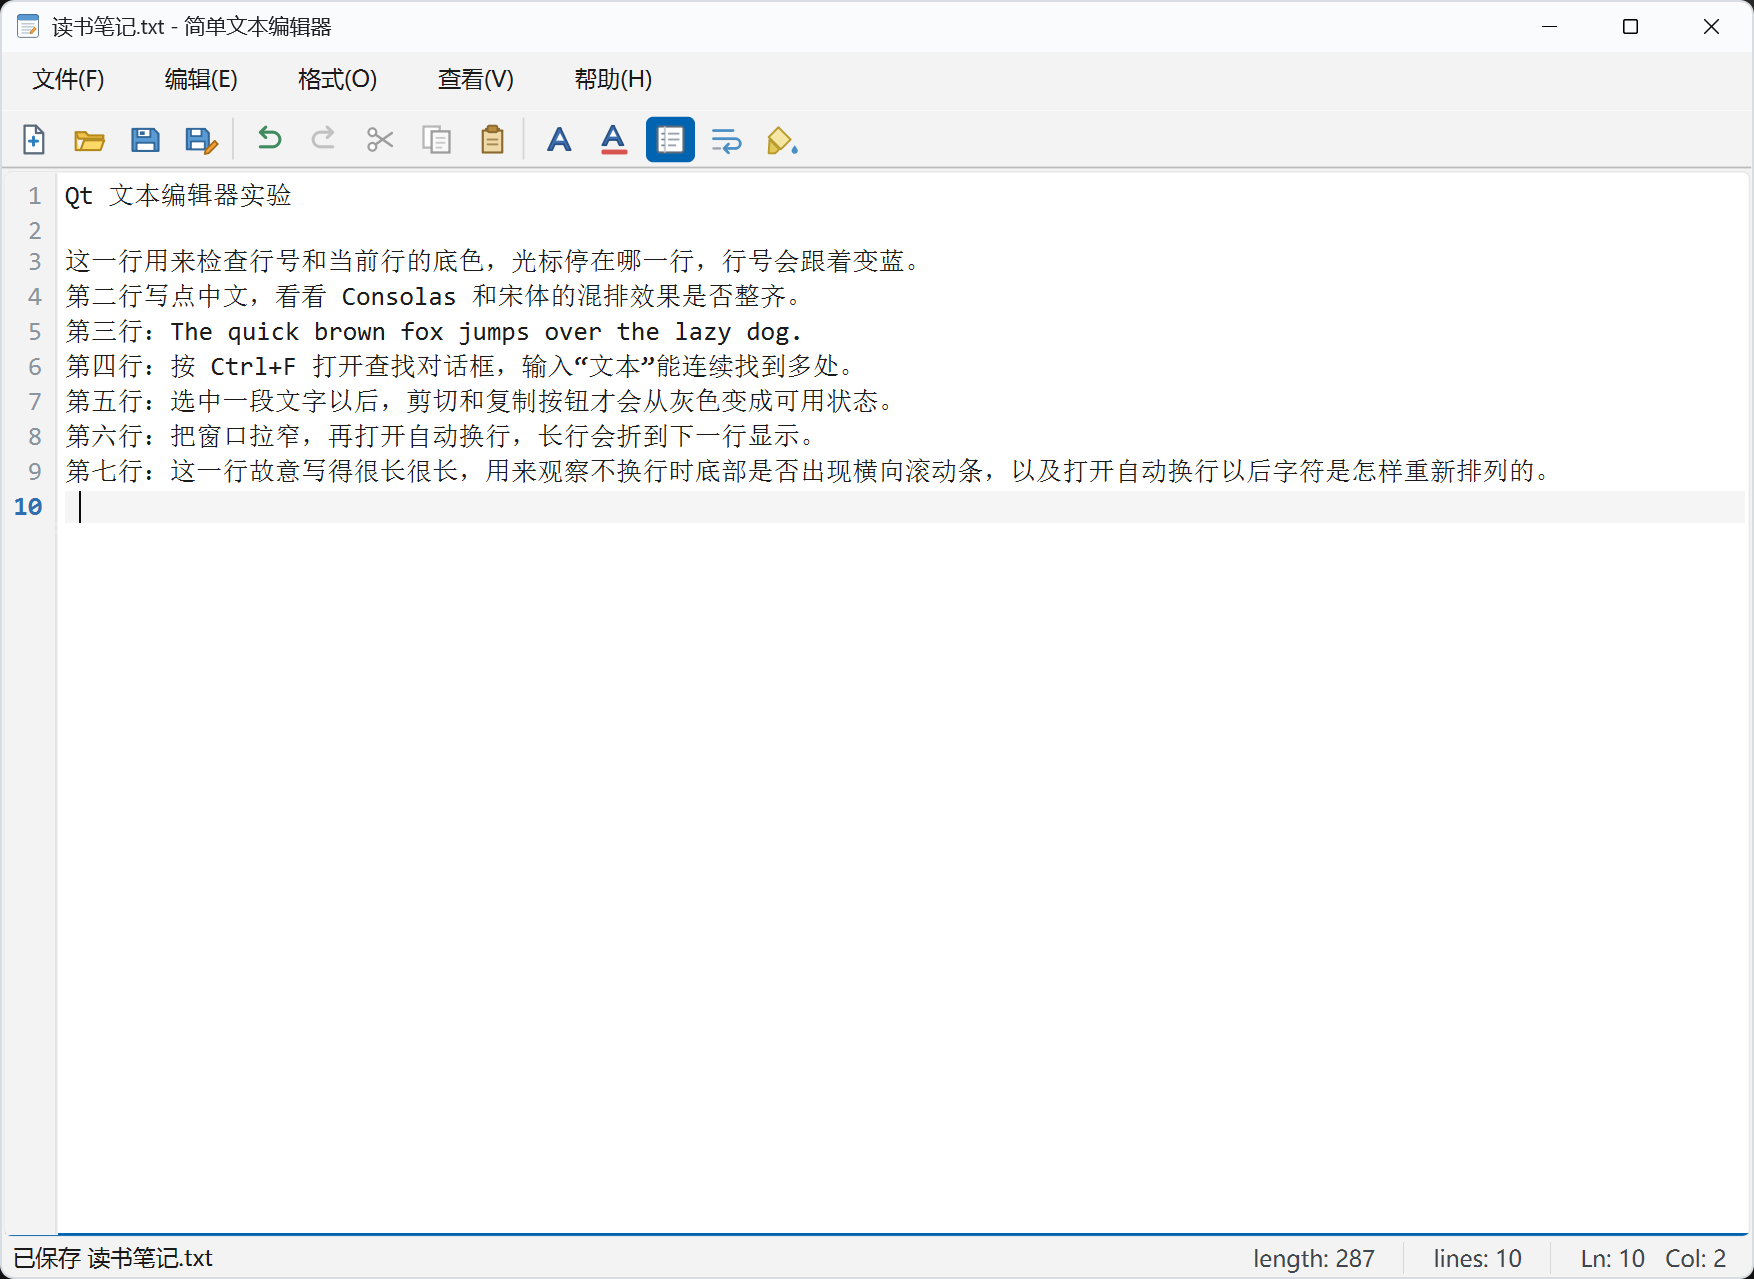 读书笔记.txt - 简单文本编辑器
文件(F) 编辑(E) 格式(O) 查看(V) 帮助(H)
1 Qt 文本编辑器实验
2
3 这一行用来检查行号和当前行的底色，光标停在哪一行，行号会跟着变蓝。
4 第二行写点中文，看看 Consolas 和宋体的混排效果是否整齐。
5 第三行：The quick brown fox jumps over the lazy dog.
6 第四行：按 Ctrl+F 打开查找对话框，输入“文本”能连续找到多处。
7 第五行：选中一段文字以后，剪切和复制按钮才会从灰色变成可用状态。
8 第六行：把窗口拉窄，再打开自动换行，长行会折到下一行显示。
9 第七行：这一行故意写得很长很长，用来观察不换行时底部是否出现横向滚动条，以及打开自动换行以后字符是怎样重新排列的。
10
已保存 读书笔记.txt length: 287 lines: 10 Ln: 10 Col: 2